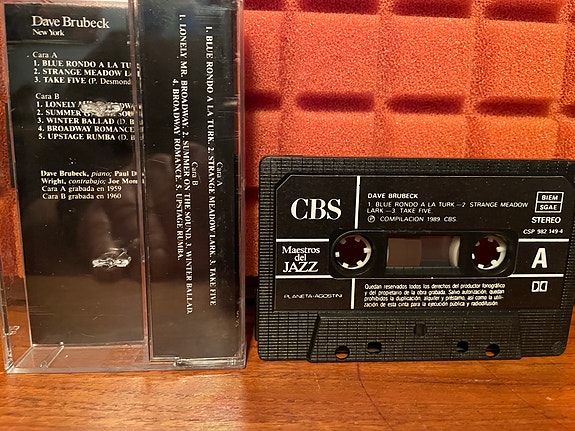 Dave Brubeck
New York
Cara A
1. BLUE RONDO A LA TURK
2. STRANGE MEADOW LA
3. TAKE FIVE (P. Desmond
Cara B
1. LONELY
2. SUMMER ON THE SOU
3. WINTER BALLAD (D. B
4. BROADWAY ROMANCE
5. UPSTAGE RUMBA (D. B
Dave Brubeck, piano; Paul D
Wright, contrabajo; Joe Mor
Cara A grabada en 1959
Cara B grabada en 1960
Cara A
1. BLUE RONDO A LA TURK. 2. STRANGE MEADOW LARK. 3. TAKE FIVE
Cara B
1. LONELY, MR. BROADWAY. 2. SUMMER ON THE SOUND. 3. WINTER BALLAD.
4. BROADWAY ROMANCE. 5. UPSTAGE RUMBA.
CBS
DAVE BRUBECK
1 BLUE RONDO A LA TURK —2 STRANGE MEADOW
LARK —3 TAKE FIVE
Ⓟ COMPILACION 1989 CBS.
BIEM
SGAE
STEREO
CSP 982 149-4
Maestros
del
JAZZ
A
PLANETA-AGOSTINI
Quedan reservados todos los derechos del productor fonográfico
y del propietario de la obra grabada. Salvo autorización, quedan
prohibidos la duplicación, alquiler y préstamo, así como la utili-
zación de esta cinta para la ejecución pública y radiodifusión.